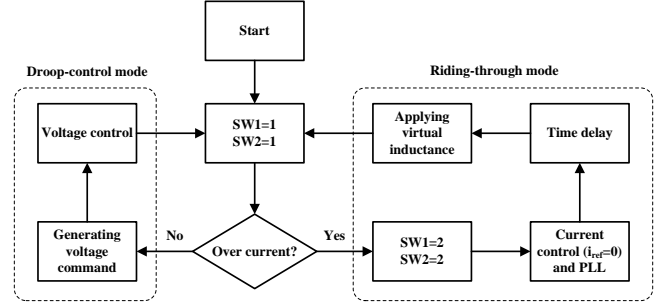 Start
Droop-control mode
Riding-through mode
Voltage control
SW1=1
SW2=1
Applying
virtual
inductance
Time delay
No
Over current?
Yes
Generating
voltage
command
SW1=2
SW2=2
Current
control (iref=0)
and PLL